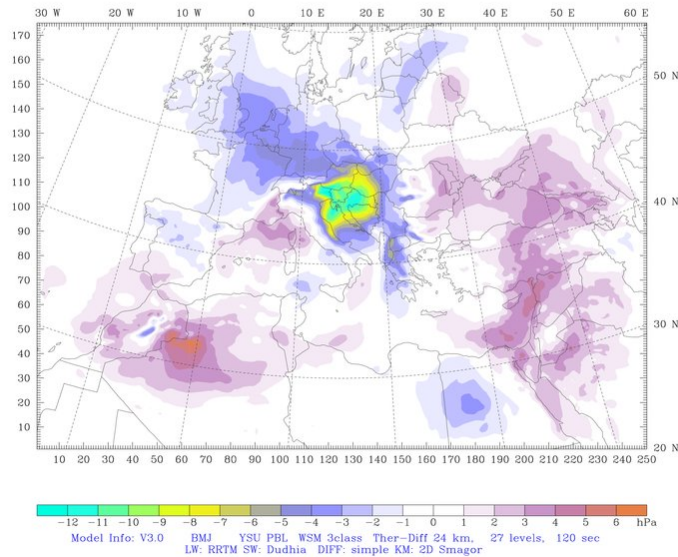 30 W 20 W 10 W 0 10 E 20 E 30 E 40 E 50 E 60 E
170
160
150
140
130
120
110
100
90
80
70
60
50
40
30
20
10
50 N
40 N
30 N
20 N
10 20 30 40 50 60 70 80 90 100 110 120 130 140 150 160 170 180 190 200 210 220 230 240 250
−12 −11 −10 −9 −8 −7 −6 −5 −4 −3 −2 −1 0 1 2 3 4 5 6 hPa
Model Info: V3.0 BMJ YSU PBL WSM 3class Ther−Diff 24 km, 27 levels, 120 sec
LW: RRTM SW: Dudhia DIFF: simple KM: 2D Smagor